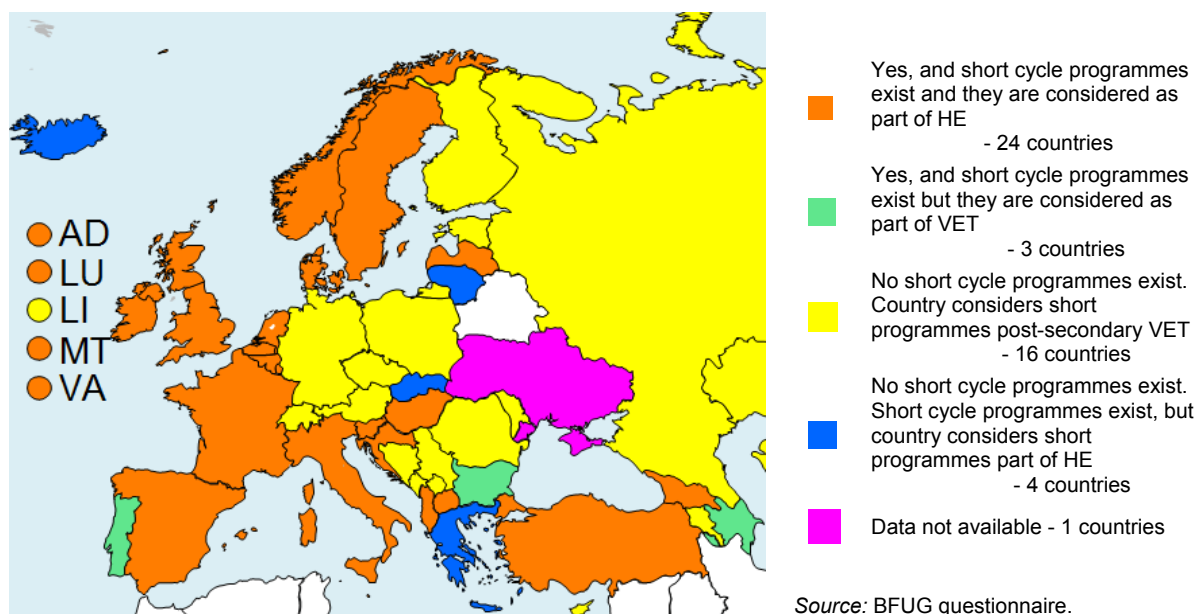 AD
LU
LI
MT
VA
Yes, and short cycle programmes
exist and they are considered as
part of HE
- 24 countries
Yes, and short cycle programmes
exist but they are considered as
part of VET
- 3 countries
No short cycle programmes exist.
Country considers short
programmes post-secondary VET
- 16 countries
No short cycle programmes exist.
Short cycle programmes exist, but
country considers short
programmes part of HE
- 4 countries
Data not available - 1 countries
Source: BFUG questionnaire.